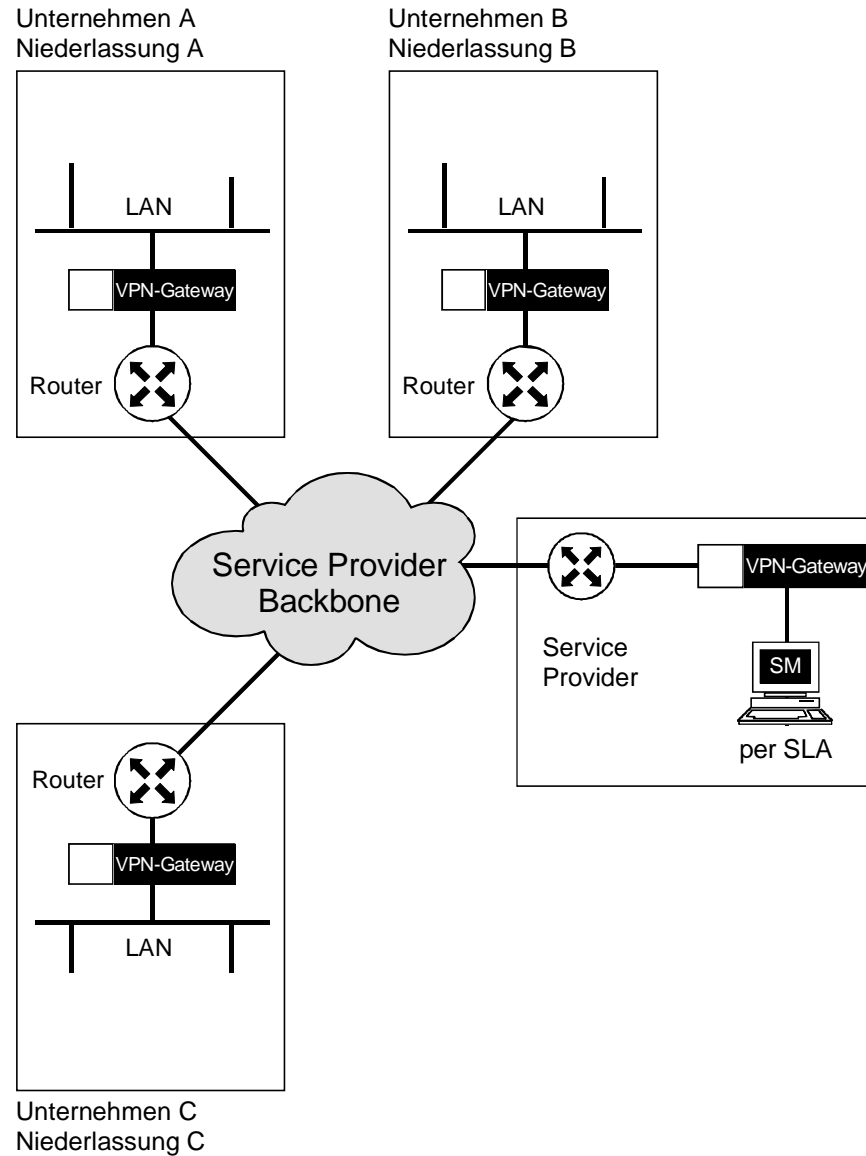 Unternehmen A
Niederlassung A
Unternehmen B
Niederlassung B
LAN
LAN
VPN-Gateway
VPN-Gateway
Router
Router
Service Provider
Backbone
VPN-Gateway
Service
Provider
SM
per SLA
Router
VPN-Gateway
LAN
Unternehmen C
Niederlassung C